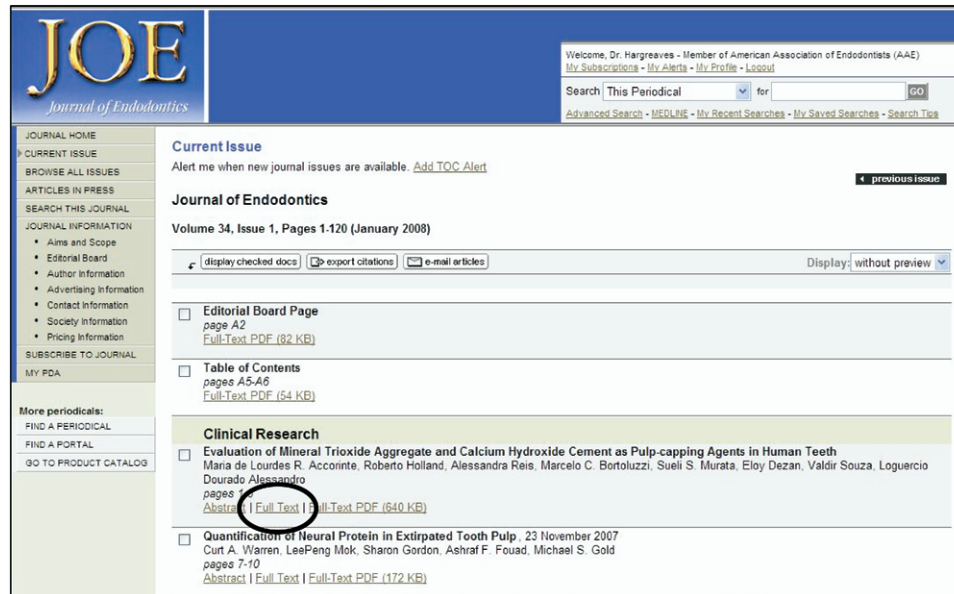 JOE
Journal of Endodontics
Welcome, Dr. Hargreaves - Member of American Association of Endodontists (AAE)
My Subscriptions - My Alerts - My Profile - Logout
Search This Periodical for GO
Advanced Search - MEDLINE - My Recent Searches - My Saved Searches - Search Tips
JOURNAL HOME
CURRENT ISSUE
BROWSE ALL ISSUES
ARTICLES IN PRESS
SEARCH THIS JOURNAL
JOURNAL INFORMATION
• Aims and Scope
• Editorial Board
• Author Information
• Advertising Information
• Contact Information
• Society Information
• Pricing Information
SUBSCRIBE TO JOURNAL
MY PDA
More periodicals:
FIND A PERIODICAL
FIND A PORTAL
GO TO PRODUCT CATALOG
Current Issue
Alert me when new journal issues are available. Add TOC Alert
previous issue
Journal of Endodontics
Volume 34, Issue 1, Pages 1-120 (January 2008)
display checked docs export citations e-mail articles Display: without preview
Editorial Board Page
page A2
Full-Text PDF (82 KB)
Table of Contents
pages A5-A6
Full-Text PDF (54 KB)
Clinical Research
Evaluation of Mineral Trioxide Aggregate and Calcium Hydroxide Cement as Pulp-capping Agents in Human Teeth
Maria de Lourdes R. Accorinte, Roberto Holland, Alessandra Reis, Marcelo C. Bortoluzzi, Sueli S. Murata, Eloy Dezan, Valdir Souza, Loguercio
Dourado Alessandro
pages
Abstract | Full Text | Full-Text PDF (640 KB)
Quantification of Neural Protein in Extirpated Tooth Pulp , 23 November 2007
Curt A. Warren, LeePeng Mok, Sharon Gordon, Ashraf F. Fouad, Michael S. Gold
pages 7-10
Abstract | Full Text | Full-Text PDF (172 KB)